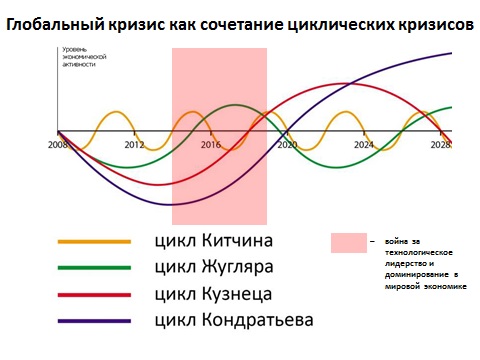 Глобальный кризис как сочетание циклических кризисов
Уровень
экономической
активности
2008 2012 2016 2020 2024 2028
цикл Китчина
цикл Жугляра
цикл Кузнеца
цикл Кондратьева
– война за
технологическое
лидерство и
доминирование в
мировой экономике